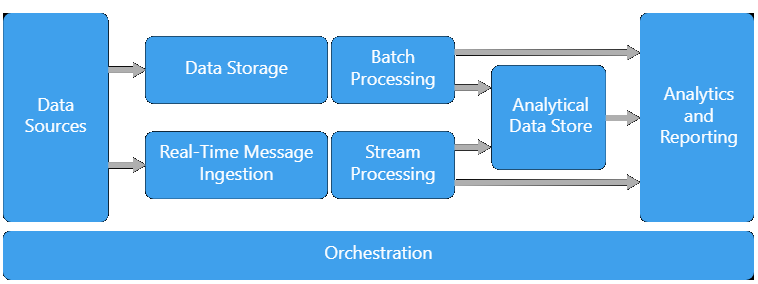 Data
Sources
Data Storage
Batch
Processing
Real-Time Message
Ingestion
Stream
Processing
Analytical
Data Store
Analytics
and
Reporting
Orchestration